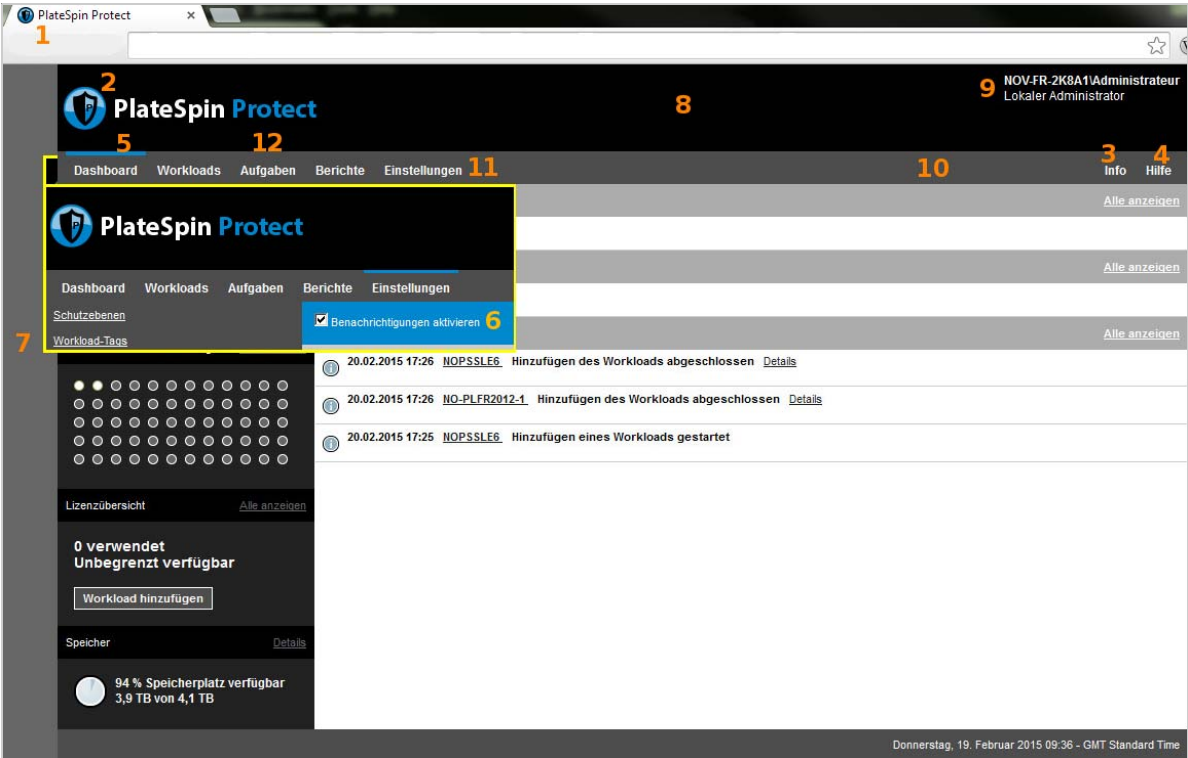 PlateSpin Protect
1
2
PlateSpin Protect
8
9
NOV-FR-2K8A1\Administrateur
Lokaler Administrator
5
12
3
4
Dashboard Workloads Aufgaben Berichte Einstellungen 11
10
Info Hilfe
Alle anzeigen
PlateSpin Protect
Alle anzeigen
Dashboard Workloads Aufgaben Berichte Einstellungen
Schutzebenen
Benachrichtigungen aktivieren 6
7
Workload-Tags
Alle anzeigen
20.02.2015 17:26 NOPSSLE6 Hinzufügen des Workloads abgeschlossen Details
20.02.2015 17:26 NO-PLFR2012-1 Hinzufügen des Workloads abgeschlossen Details
20.02.2015 17:25 NOPSSLE6 Hinzufügen eines Workloads gestartet
Lizenzübersicht Alle anzeigen
0 verwendet
Unbegrenzt verfügbar
Workload hinzufügen
Speicher Details
94 % Speicherplatz verfügbar
3,9 TB von 4,1 TB
Donnerstag, 19. Februar 2015 09:36 - GMT Standard Time